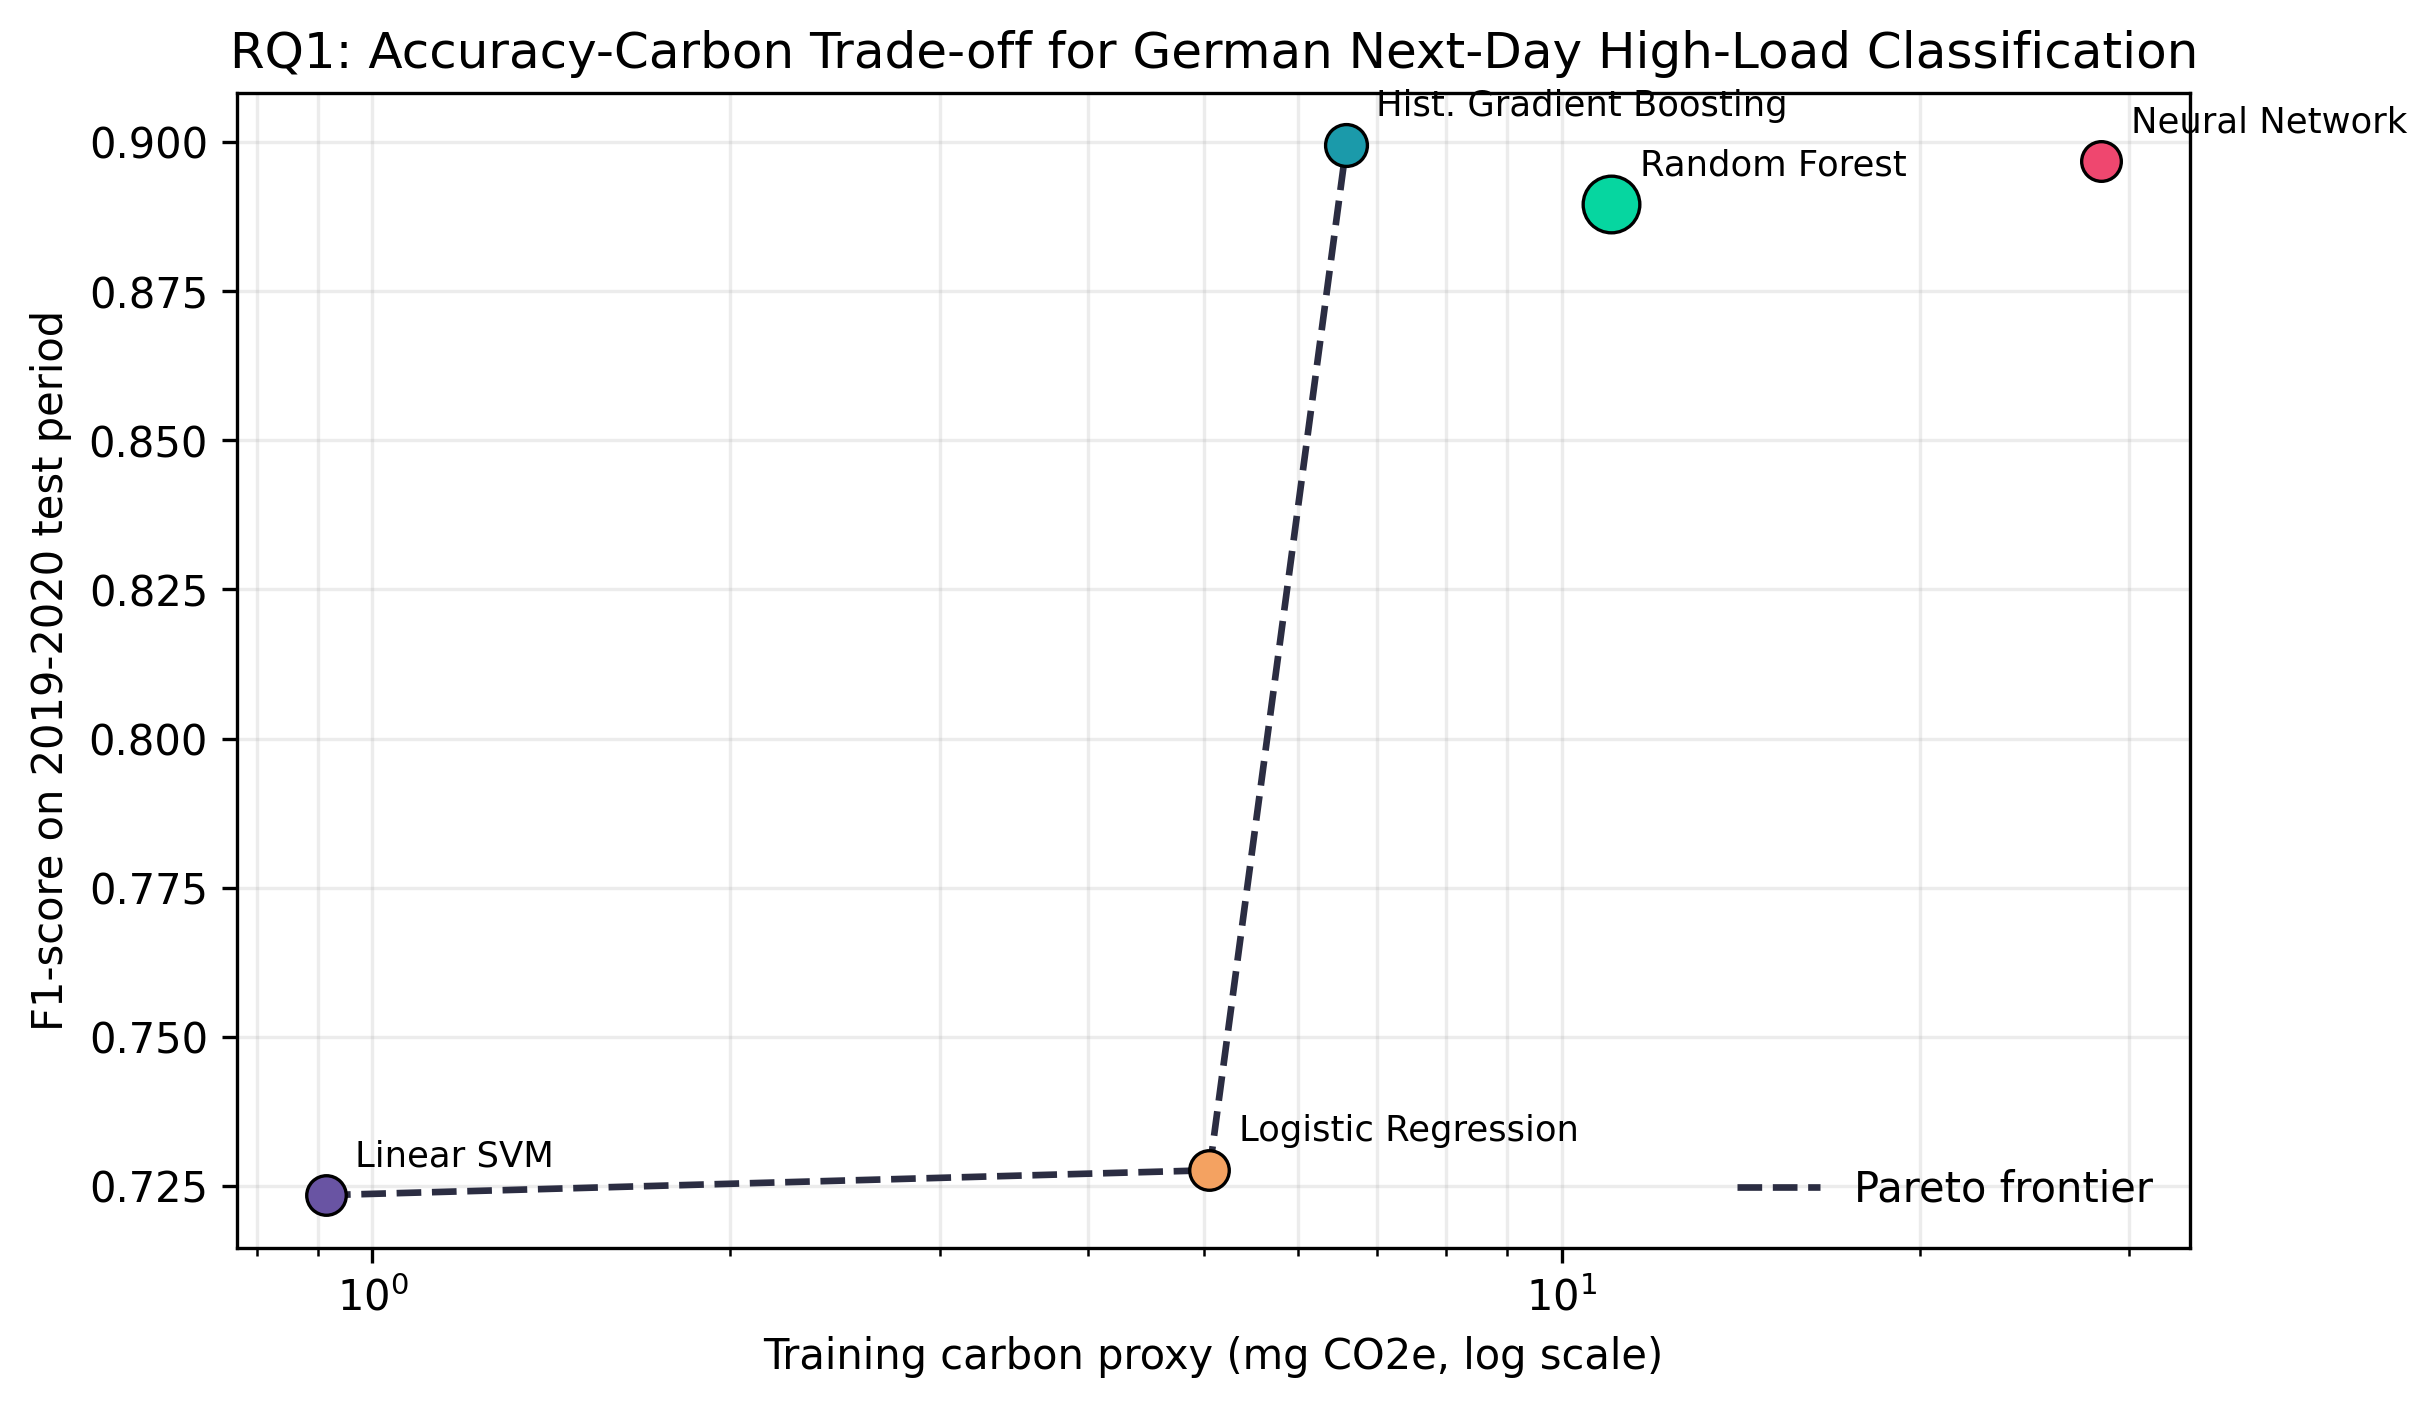 RQ1: Accuracy-Carbon Trade-off for German Next-Day High-Load Classification
Hist. Gradient Boosting
Neural Network
Random Forest
0.900
0.875
0.850
0.825
0.800
0.775
0.750
0.725
F1-score on 2019-2020 test period
Logistic Regression
Linear SVM
Pareto frontier
10⁰
10¹
Training carbon proxy (mg CO2e, log scale)